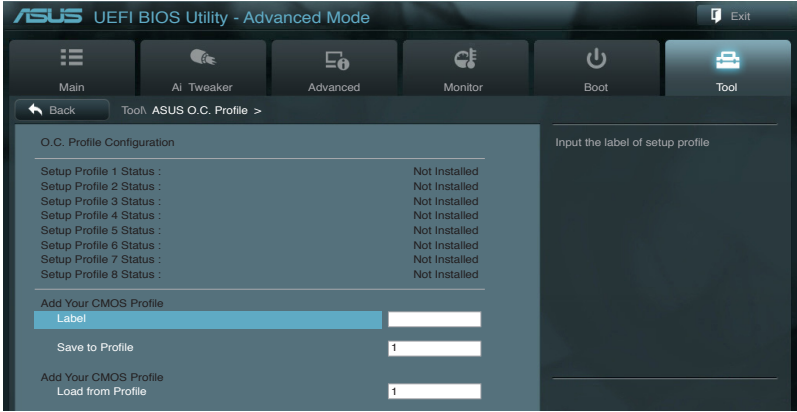 ASUS UEFI BIOS Utility - Advanced Mode
Exit
Main
Ai Tweaker
Advanced
Monitor
Boot
Tool
Back
Tool\ ASUS O.C. Profile >
O.C. Profile Configuration
Setup Profile 1 Status : Not Installed
Setup Profile 2 Status : Not Installed
Setup Profile 3 Status : Not Installed
Setup Profile 4 Status : Not Installed
Setup Profile 5 Status : Not Installed
Setup Profile 6 Status : Not Installed
Setup Profile 7 Status : Not Installed
Setup Profile 8 Status : Not Installed
Add Your CMOS Profile
Label
Save to Profile 1
Add Your CMOS Profile
Load from Profile 1
Input the label of setup profile